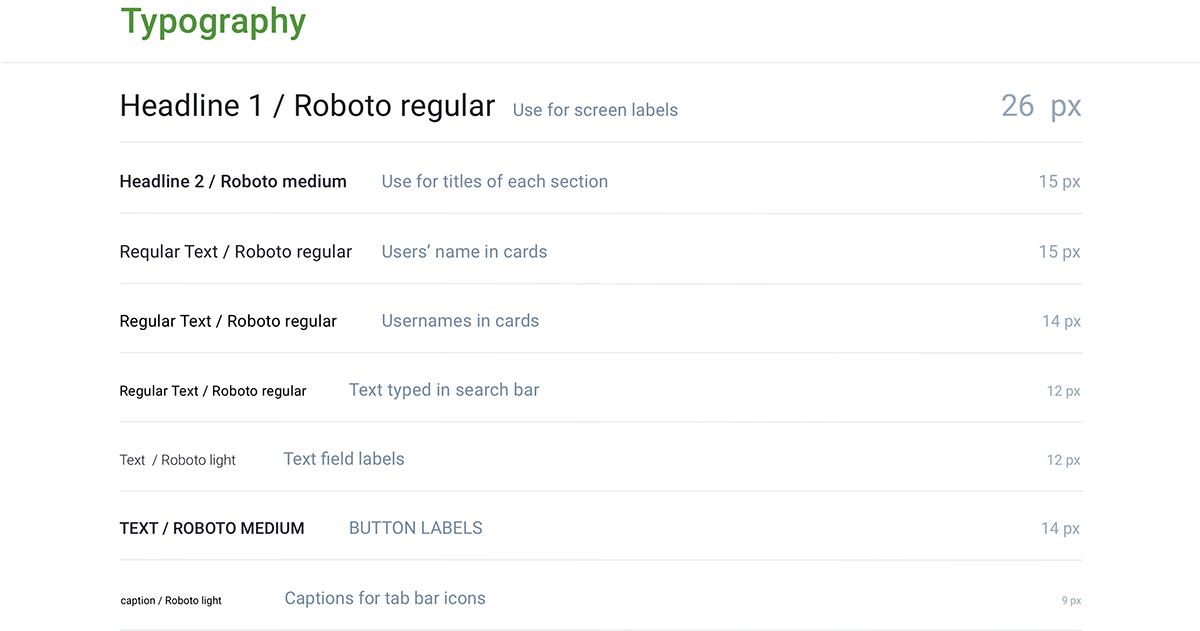 Typography
Headline 1 / Roboto regular Use for screen labels 26 px
Headline 2 / Roboto medium Use for titles of each section 15 px
Reqular Text / Roboto regular Users’ name in cards 15 px
Regular Text / Roboto regular Usernames in cards 14 px
Regular Text / Roboto regular Text typed in search bar 12 px
Text / Roboto light Text field labels 12 px
TEXT / ROBOTO MEDIUM BUTTON LABELS 14 px
caption / Roboto light Captions for tab bar icons 9 px